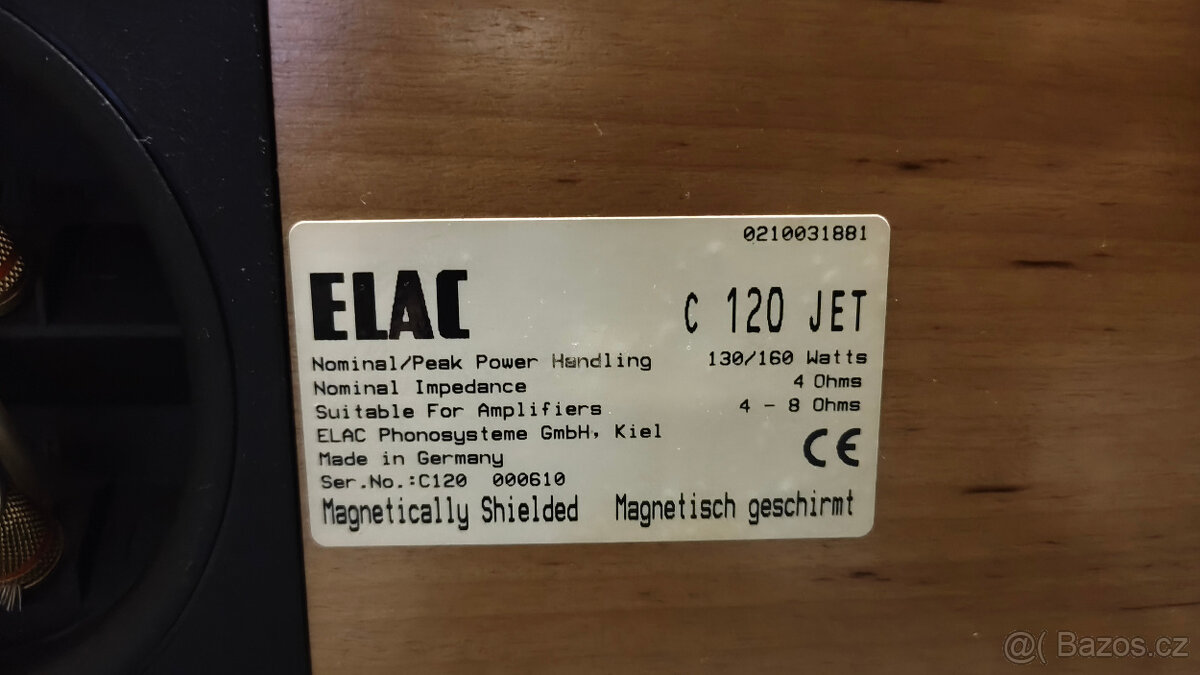 0210031881
ELAC C 120 JET
Nominal/Peak Power Handling 130/160 Watts
Nominal Impedance 4 Ohms
Suitable For Amplifiers 4 - 8 Ohms
ELAC Phonosysteme GmbH, Kiel
Made in Germany CE
Ser.No.:C120 000610
Magnetically Shielded Magnetisch geschirmt
@( Bazos.cz